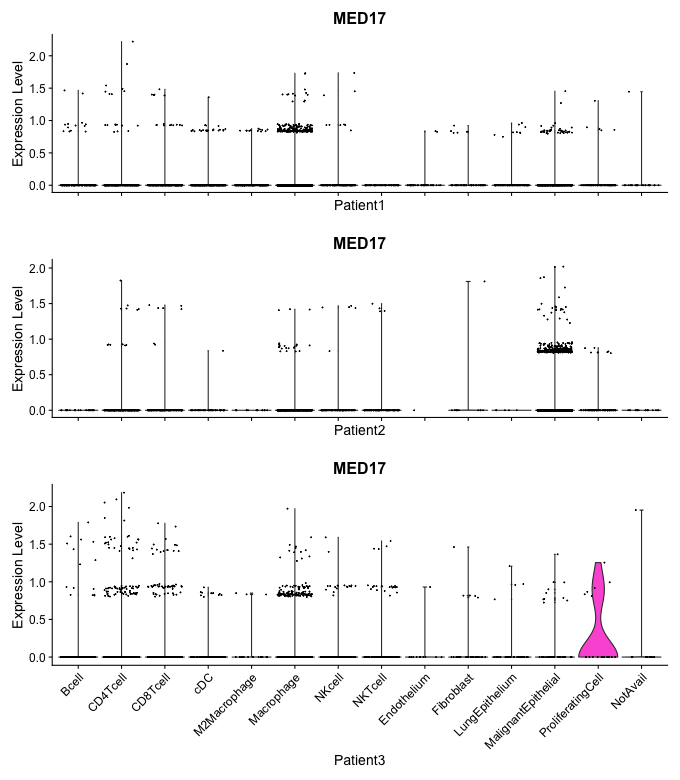 MED17
Expression Level
2.0
1.5
1.0
0.5
0.0
Patient1
MED17
Expression Level
2.0
1.5
1.0
0.5
0.0
Patient2
MED17
Expression Level
2.0
1.5
1.0
0.5
0.0
Bcell
CD4Tcell
CD8Tcell
cDC
M2Macrophage
Macrophage
NKcell
NKTcell
Endothelium
Fibroblast
LungEpithelium
MalignantEpithelial
ProliferatingCell
NotAvail
Patient3